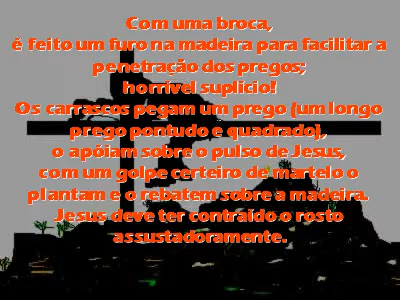 Com uma broca,
é feito um furo na madeira para facilitar a
penetração dos pregos;
horrível suplício!
Os carrascos pegam um prego (um longo
prego pontudo e quadrado),
o apóiam sobre o pulso de Jesus,
com um golpe certeiro de martelo o
plantam e o rebatem sobre a madeira.
Jesus deve ter contraído o rosto
assustadoramente.